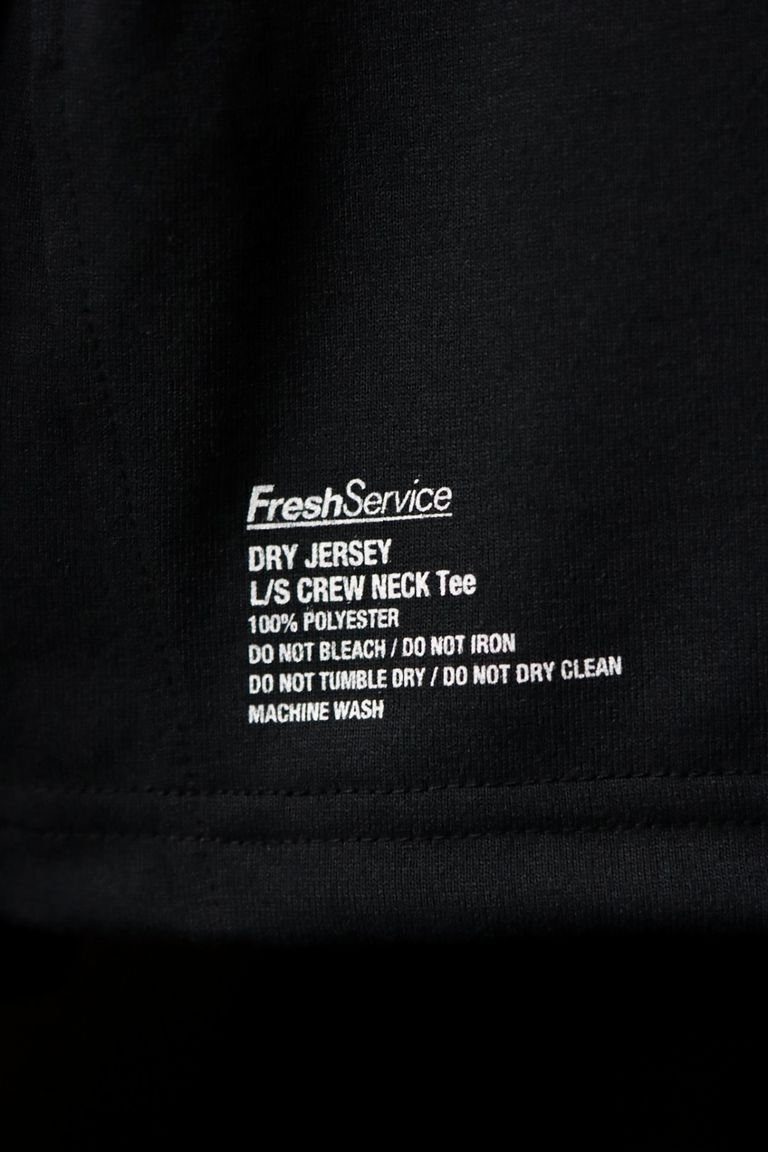 FreshService
DRY JERSEY
L/S CREW NECK Tee
100% POLYESTER
DO NOT BLEACH / DO NOT IRON
DO NOT TUMBLE DRY / DO NOT DRY CLEAN
MACHINE WASH